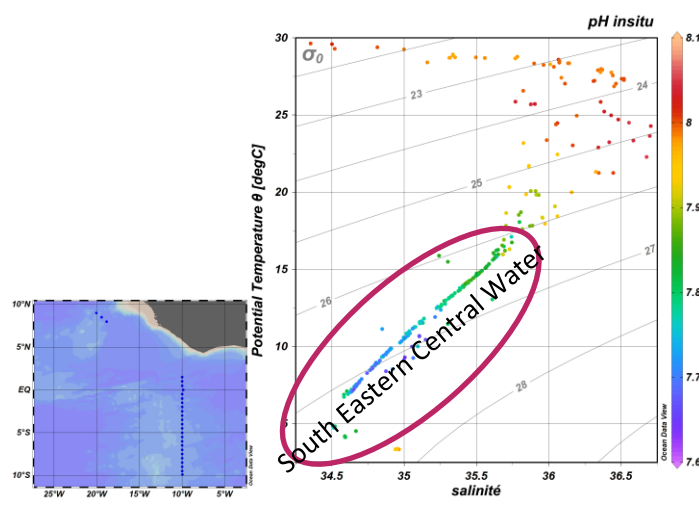 pH insitu
σ0
30
25
20
15
10
5
Potential Temperature θ [degC]
23
24
25
26
27
28
South Eastern Central Water
34.5
35
35.5
36
36.5
salinité
Ocean Data View
8.1
8
7.9
7.8
7.7
7.6
10°N
5°N
EQ
5°S
10°S
25°W
20°W
15°W
10°W
5°W
Ocean Data View